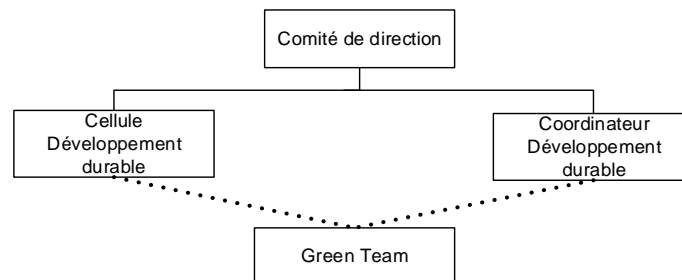 Comité de direction
Cellule
Développement
durable
Coordinateur
Développement
durable
Green Team